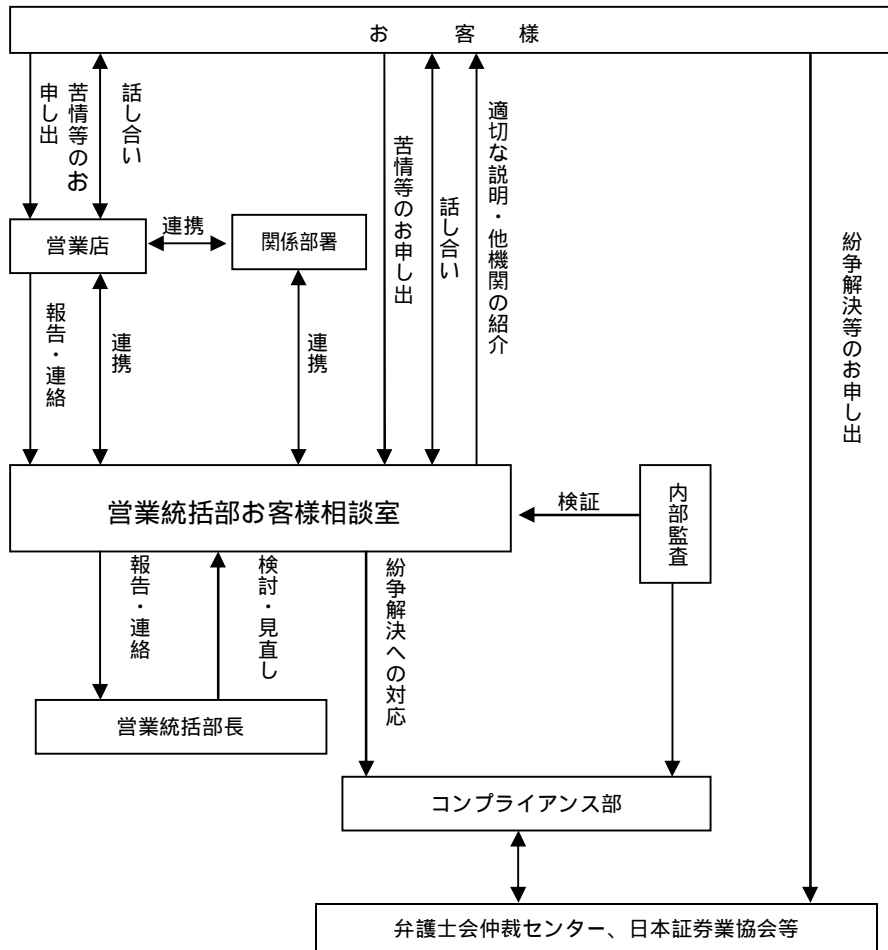 お 客 様
苦情等のお
申し出
話し合い
苦情等のお申し出
話し合い
適切な説明・他機関の紹介
紛争解決等のお申し出
営業店
連携
関係部署
報告・連絡
連携
連携
営業統括部お客様相談室
検証
内部監査
報告・連絡
検討・見直し
紛争解決への対応
営業統括部長
コンプライアンス部
弁護士会仲裁センター、日本証券業協会等